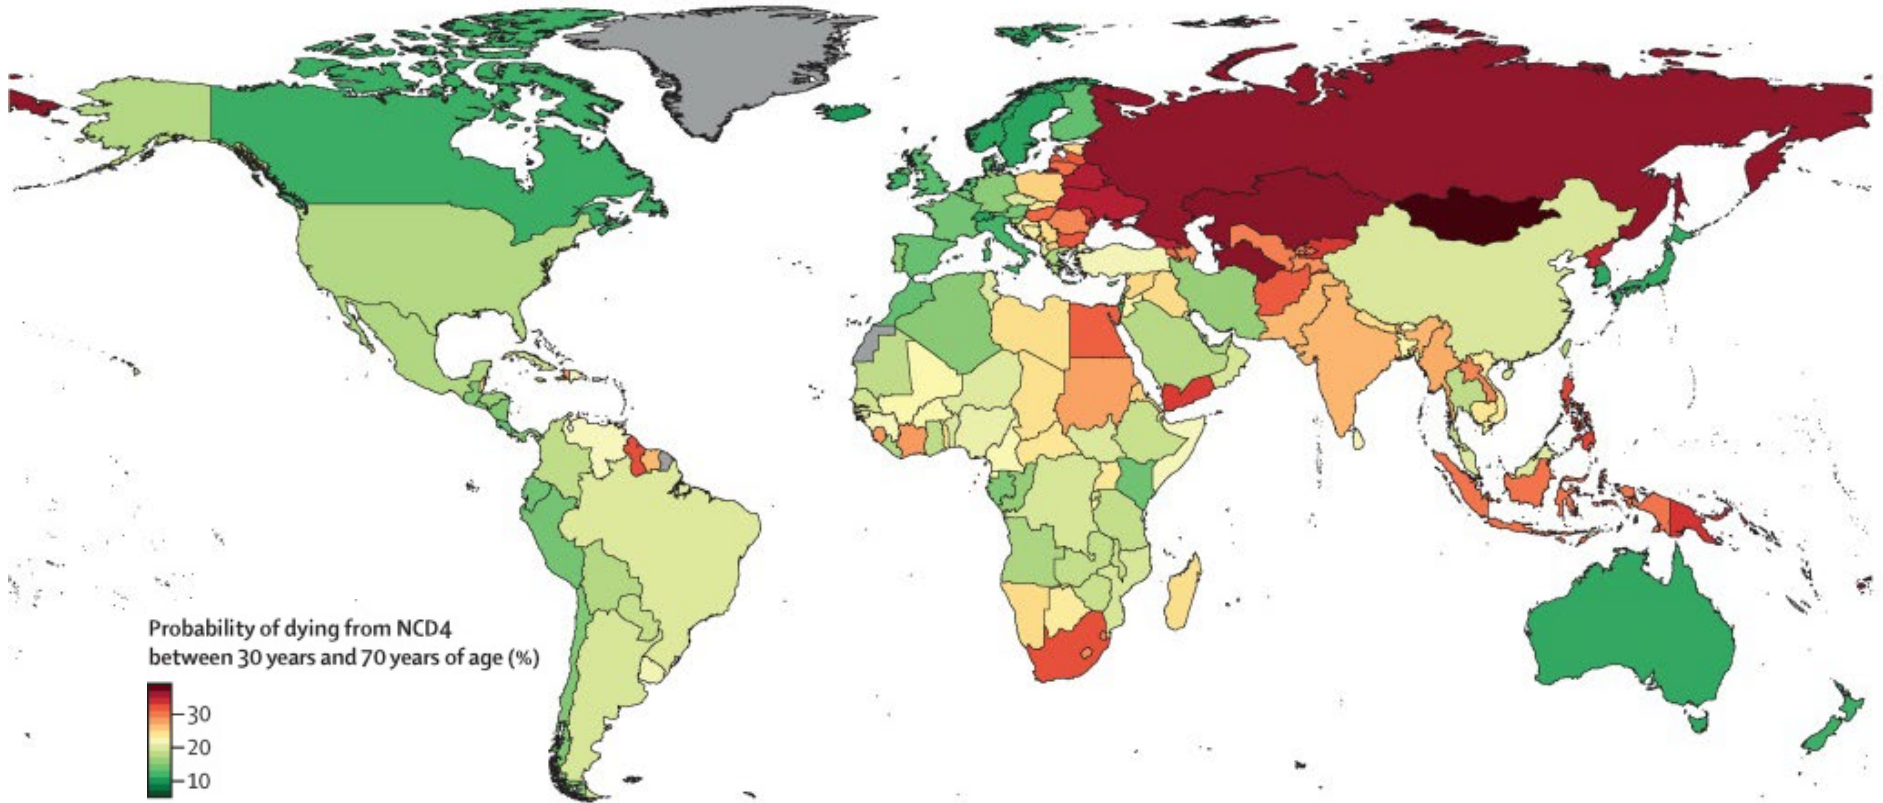 Probability of dying from NCD4
between 30 years and 70 years of age (%)
30
20
10